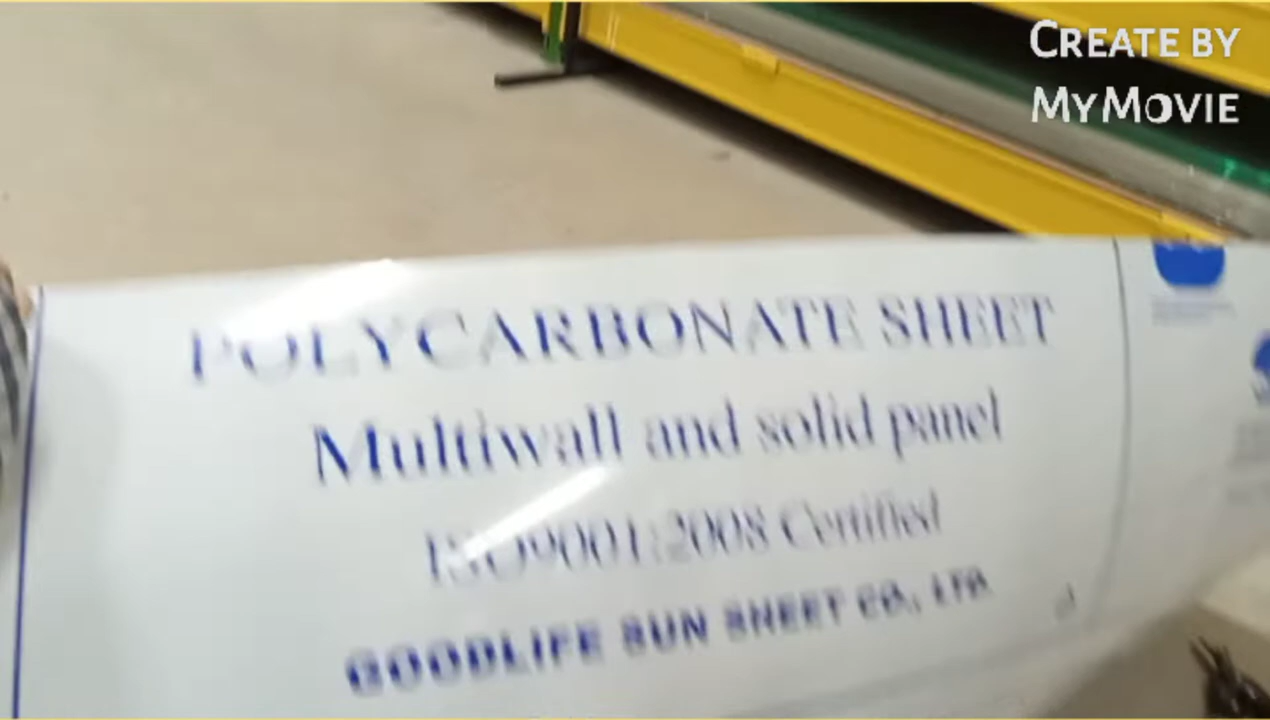 CREATE BY
MYMOVIE
POLYCARBONATE SHEET
Multiwall and solid panel
ISO9001:2008 Certified
GOODLIFE SUN SHEET CO., LTD.